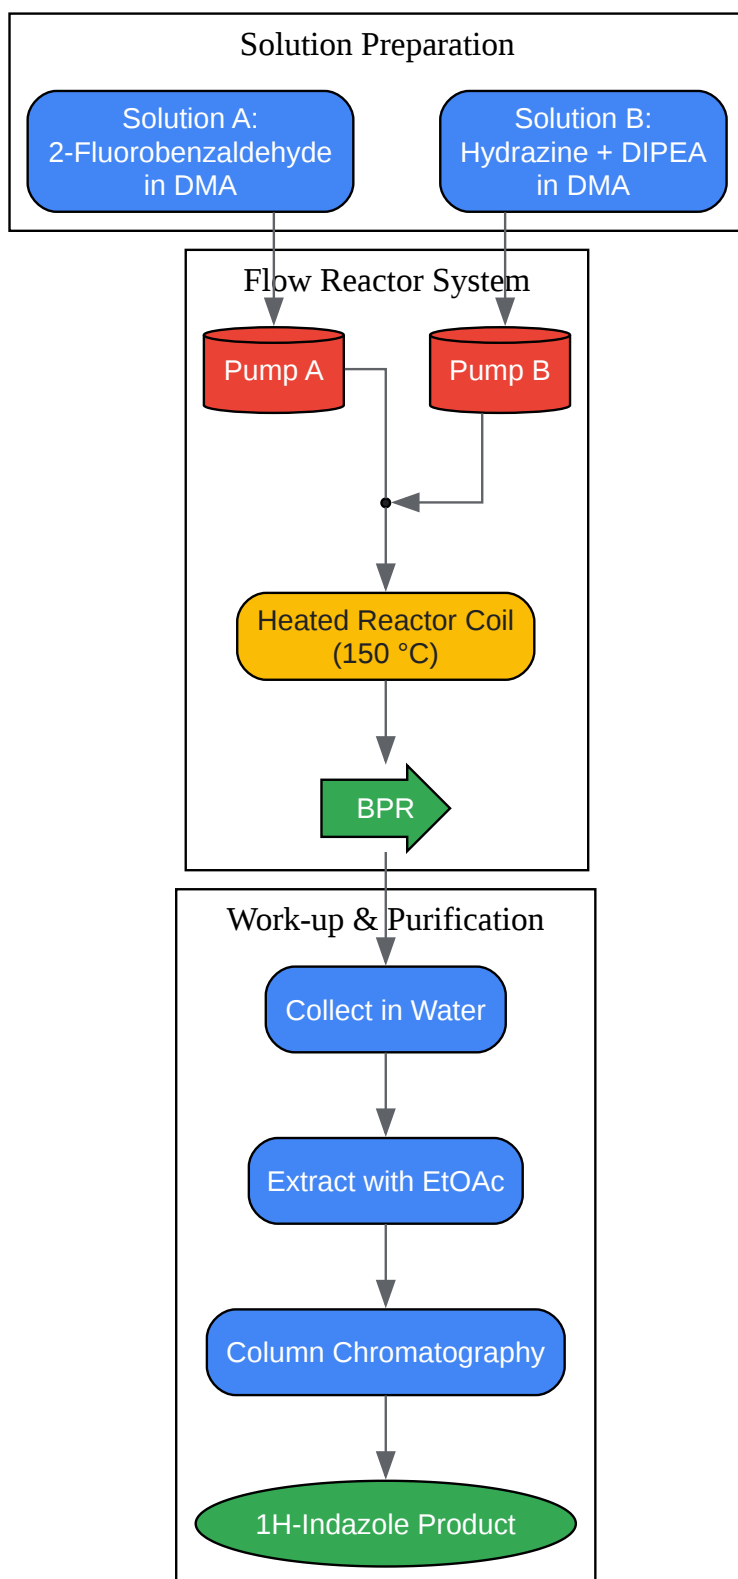 Solution Preparation
Solution A:
2-Fluorobenzaldehyde
in DMA
Solution B:
Hydrazine + DIPEA
in DMA
Flow Reactor System
Pump A
Pump B
Heated Reactor Coil
(150 °C)
BPR
Work-up & Purification
Collect in Water
Extract with EtOAc
Column Chromatography
1H-Indazole Product